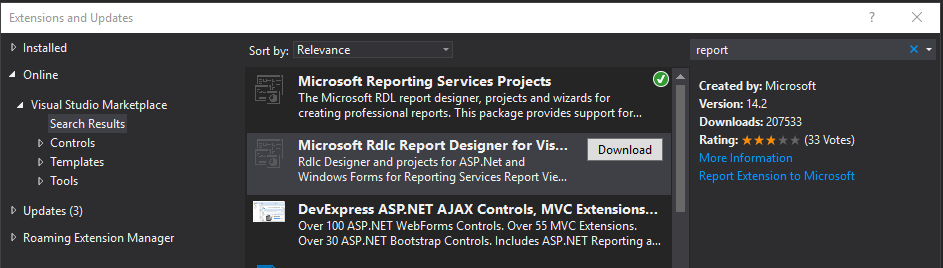 Extensions and Updates
? ×
Installed
Online
Visual Studio Marketplace
Search Results
Controls
Templates
Tools
Updates (3)
Roaming Extension Manager
Sort by: Relevance
Microsoft Reporting Services Projects
The Microsoft RDL report designer, projects and wizards for
creating professional reports. This package provides support for...
Microsoft Rdlc Report Designer for Vis...
Download
Rdlc Designer and projects for ASP.Net and
Windows Forms for Reporting Services Report Vie...
DevExpress ASP.NET AJAX Controls, MVC Extensions...
Over 100 ASP.NET WebForms Controls. Over 55 MVC Extensions.
Over 30 ASP.NET Bootstrap Controls. Includes ASP.NET Reporting a...
report
Created by: Microsoft
Version: 14.2
Downloads: 207533
Rating: (33 Votes)
More Information
Report Extension to Microsoft